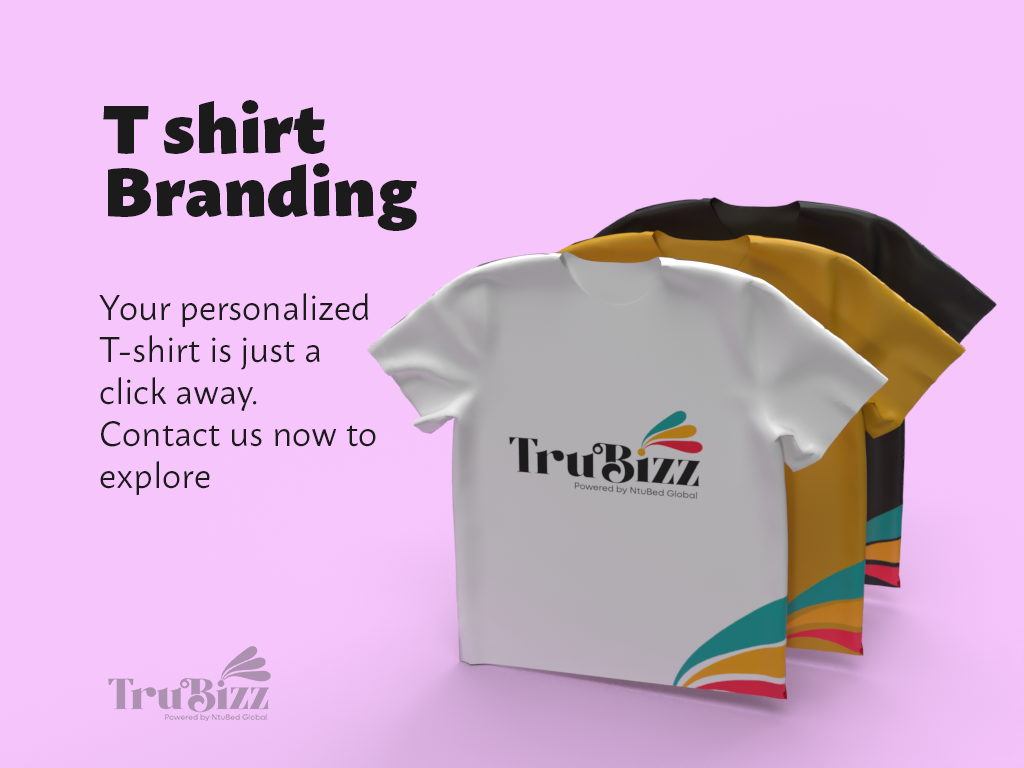 T shirt
Branding
Your personalized
T-shirt is just a
click away.
Contact us now to
explore
TruBizz
Powered by NtuBed Global
TruBizz
Powered by NtuBed Global